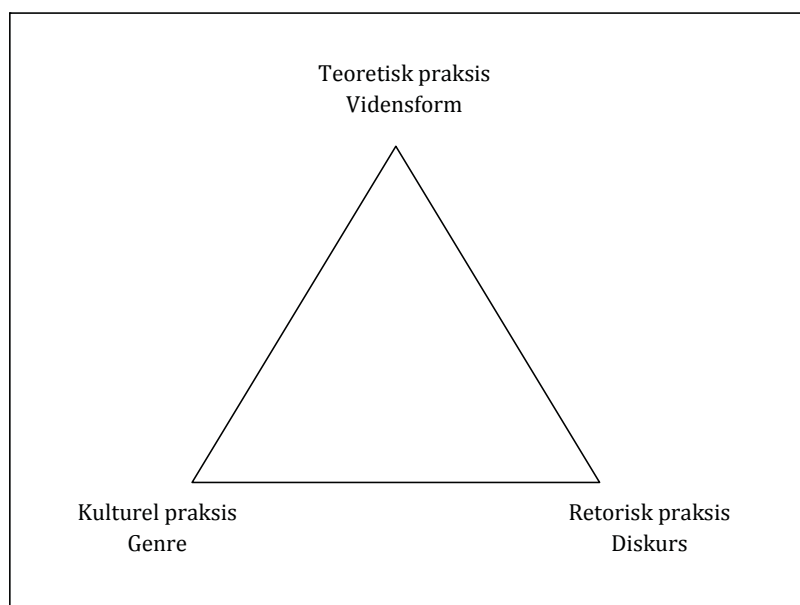 Teoretisk praksis
Vidensform
Kulturel praksis
Genre
Retorisk praksis
Diskurs